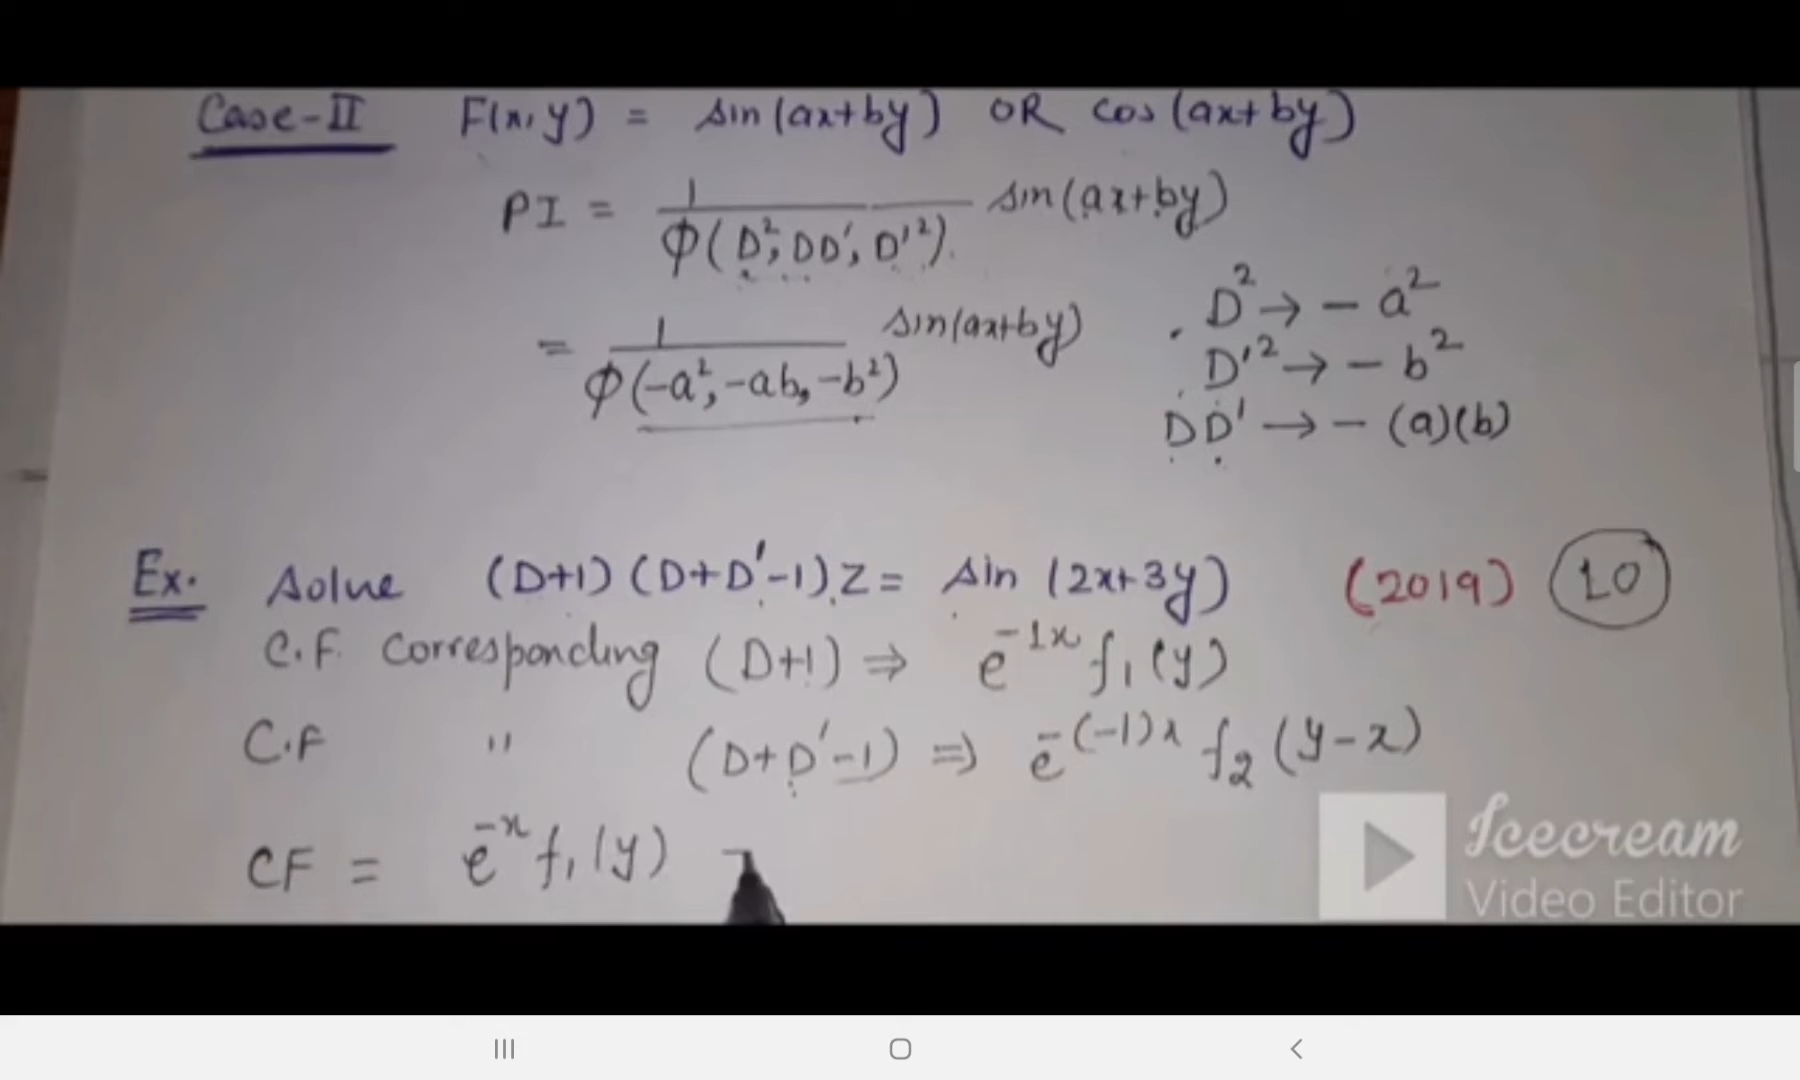 Case-II F(x,y) = sin(ax+by) OR cos(ax+by)
PI = 1/ϕ(D², DD', D'²) sin(ax+by)
= 1/ϕ(-a², -ab, -b²) sin(ax+by)
D² → - a²
D'² → - b²
DD' → - (a)(b)
Ex. Solve (D+1)(D+D'-1)Z = sin (2x+3y) (2019) 10
C.F. Corresponding (D+1) ⇒ e^-1x f₁(y)
C.F " (D+D'-1) ⇒ e^-(-1)x f₂(y-x)
CF = e^-x f₁(y)
Icecream
Video Editor